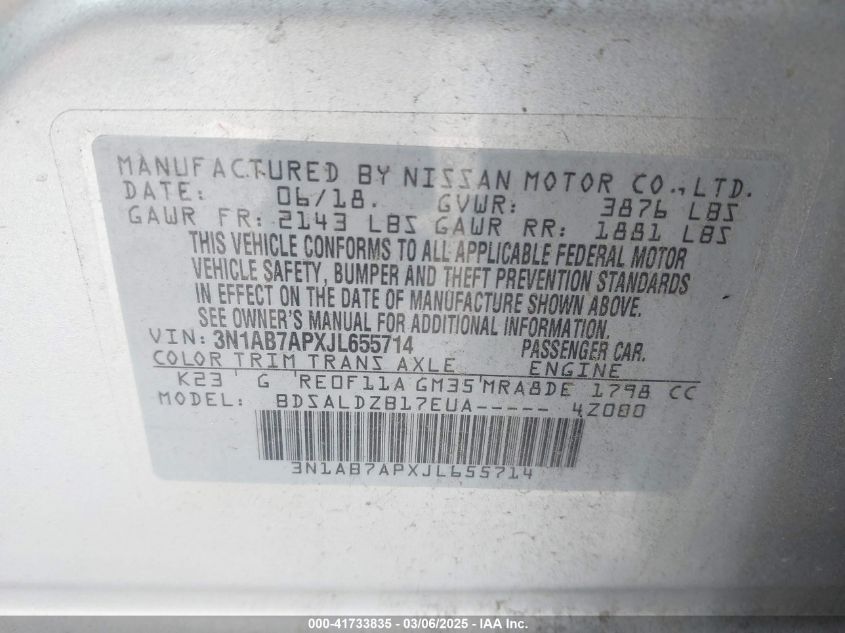 MANUFACTURED BY NISSAN MOTOR CO., LTD.
DATE: 06/18. GVWR: 3876 LBS
GAWR FR: 2143 LBS GAWR RR: 1881 LBS
THIS VEHICLE CONFORMS TO ALL APPLICABLE FEDERAL MOTOR
VEHICLE SAFETY, BUMPER AND THEFT PREVENTION STANDARDS
IN EFFECT ON THE DATE OF MANUFACTURE SHOWN ABOVE.
SEE OWNER'S MANUAL FOR ADDITIONAL INFORMATION.
VIN: 3N1AB7APXJL655714 PASSENGER CAR.
COLOR TRIM TRANS AXLE ENGINE
K23 G RE0F11A GM35 MRA8DE 1798 CC
MODEL: BDSALDZB17EUA----- 4Z000
3N1AB7APXJL655714
000-41733835 — 03/06/2025 — IAA Inc.